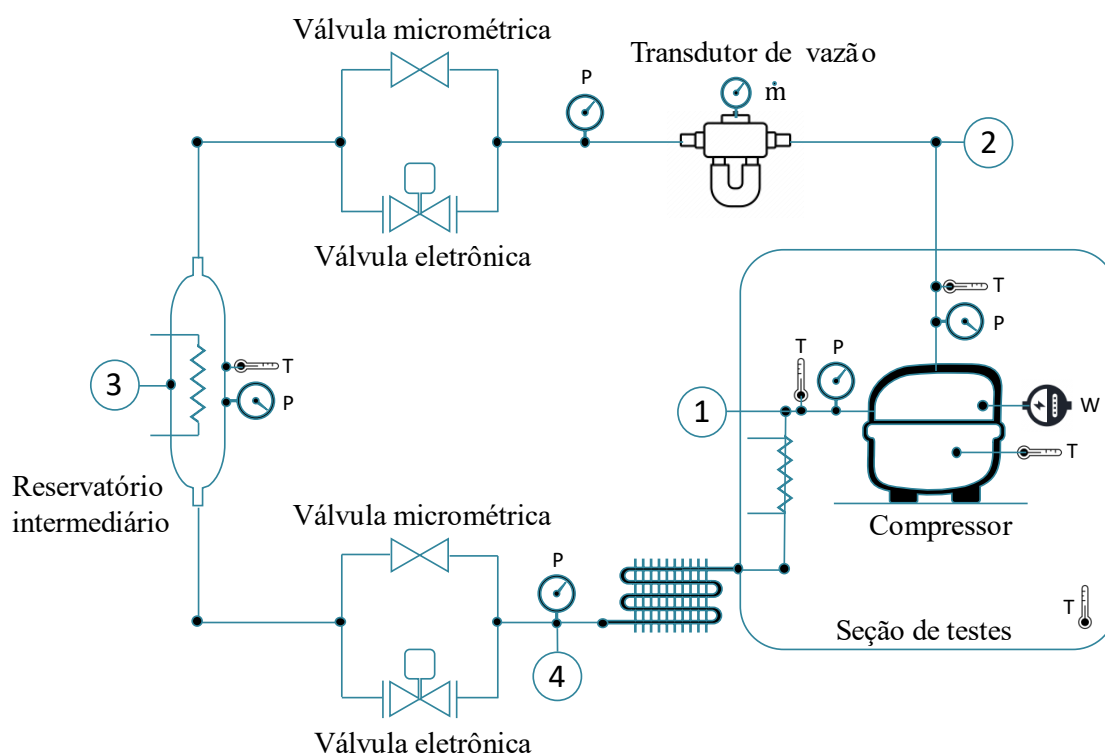 Válvula micrométrica
Transdutor de vazão
P
ṁ
2
Válvula eletrônica
T
P
T
P
3
T
P
1
W
T
Reservatório
intermediário
Válvula micrométrica
Compressor
P
T
Seção de testes
4
Válvula eletrônica